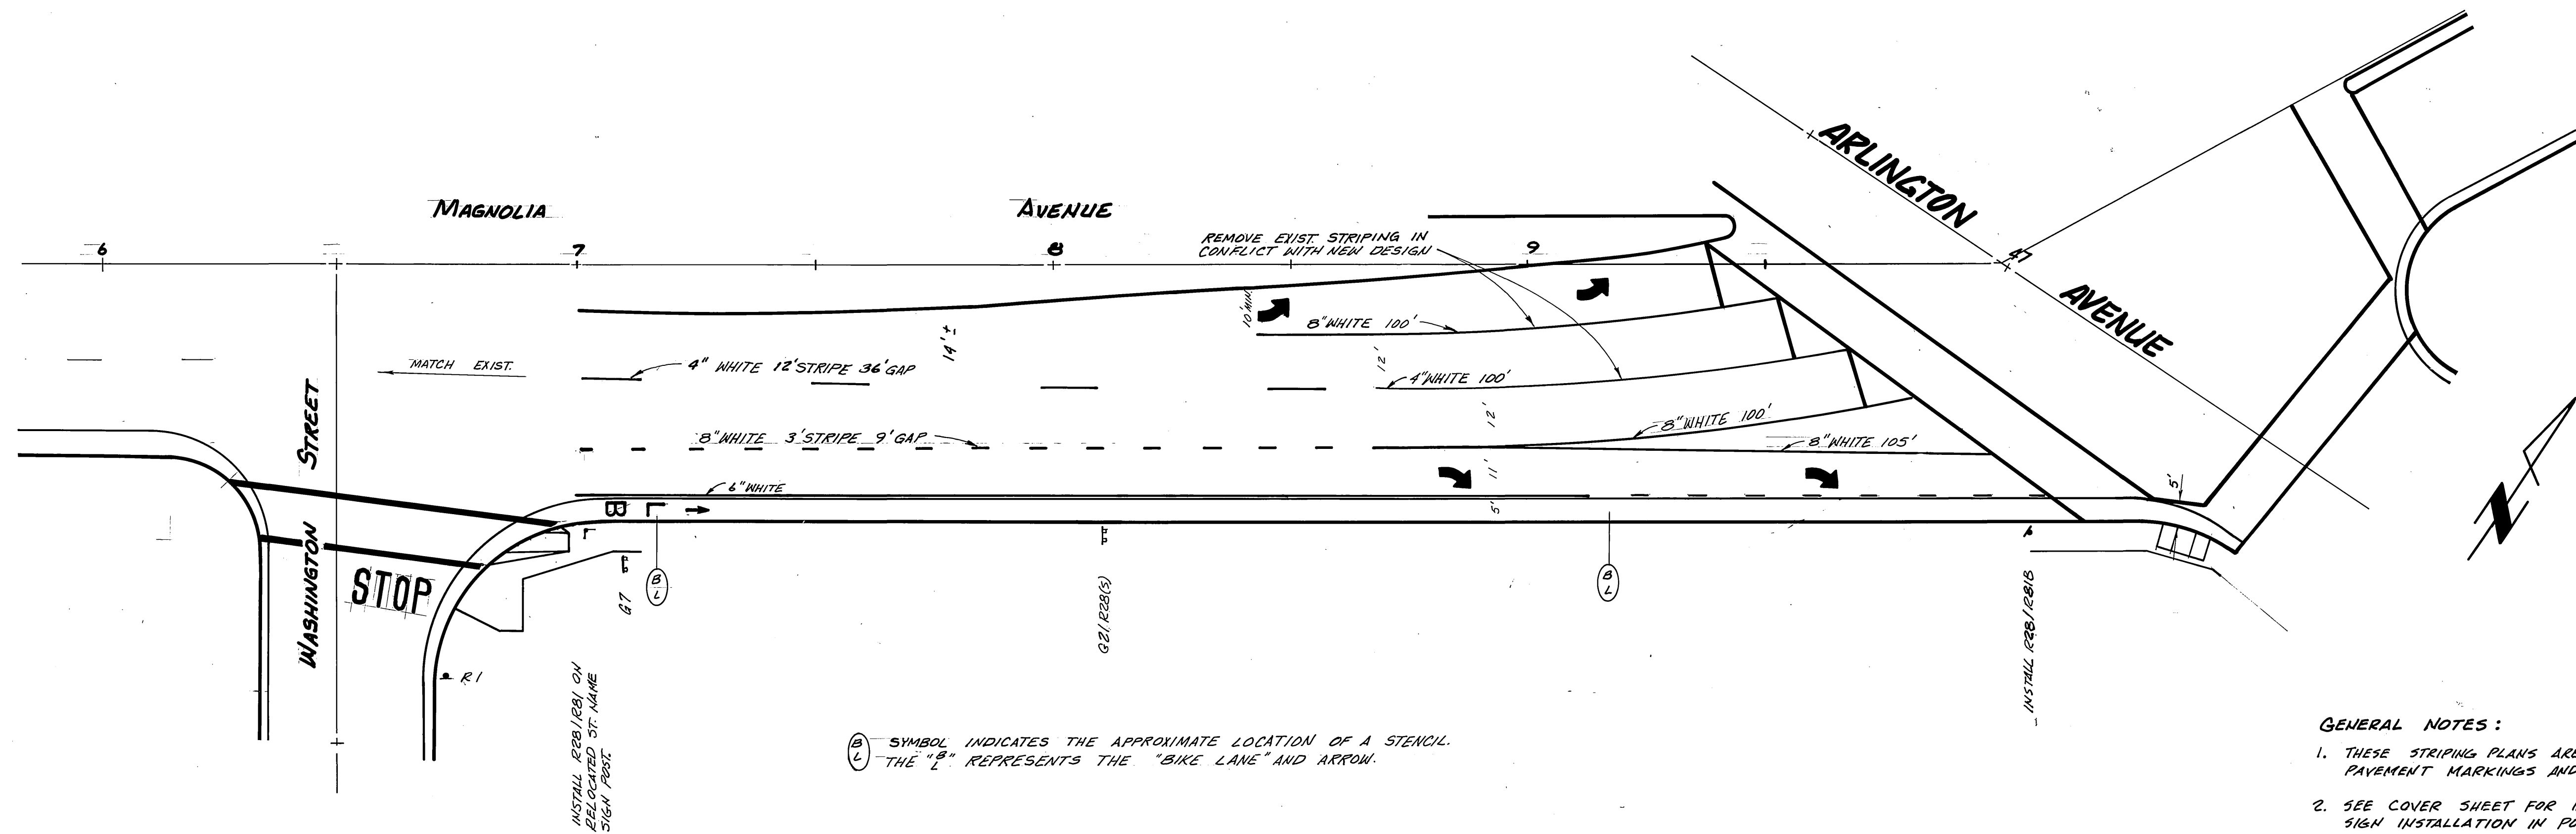 MAGNOLIA AVENUE
6 7 8 9
47
ARLINGTON
AVENUE
REMOVE EXIST. STRIPING IN
CONFLICT WITH NEW DESIGN
10' MIN.
8" WHITE 100'
14' ±
12'
MATCH EXIST.
4" WHITE 12' STRIPE 36' GAP
4" WHITE 100'
12'
8" WHITE 100'
8" WHITE 3' STRIPE 9' GAP
8" WHITE 105'
11'
6" WHITE
5'
5'
B
L
WASHINGTON STREET
STOP
G7
B
L
G21/R28(S)
B
L
INSTALL R28/R81B
R1
INSTALL R28/R81 ON
RELOCATED ST. NAME
SIGN POST.
B
L
SYMBOL INDICATES THE APPROXIMATE LOCATION OF A STENCIL.
THE "B
L" REPRESENTS THE "BIKE LANE" AND ARROW.
GENERAL NOTES:
1. THESE STRIPING PLANS ARE
PAVEMENT MARKINGS AND
2. SEE COVER SHEET FOR
SIGN INSTALLATION IN